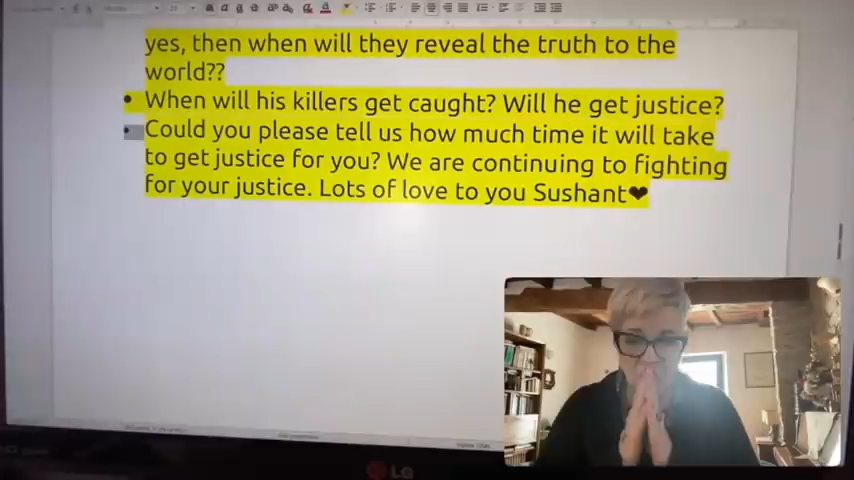 yes, then when will they reveal the truth to the
world??
• When will his killers get caught? Will he get justice?
• Could you please tell us how much time it will take
to get justice for you? We are continuing to fighting
for your justice. Lots of love to you Sushant❤
LG